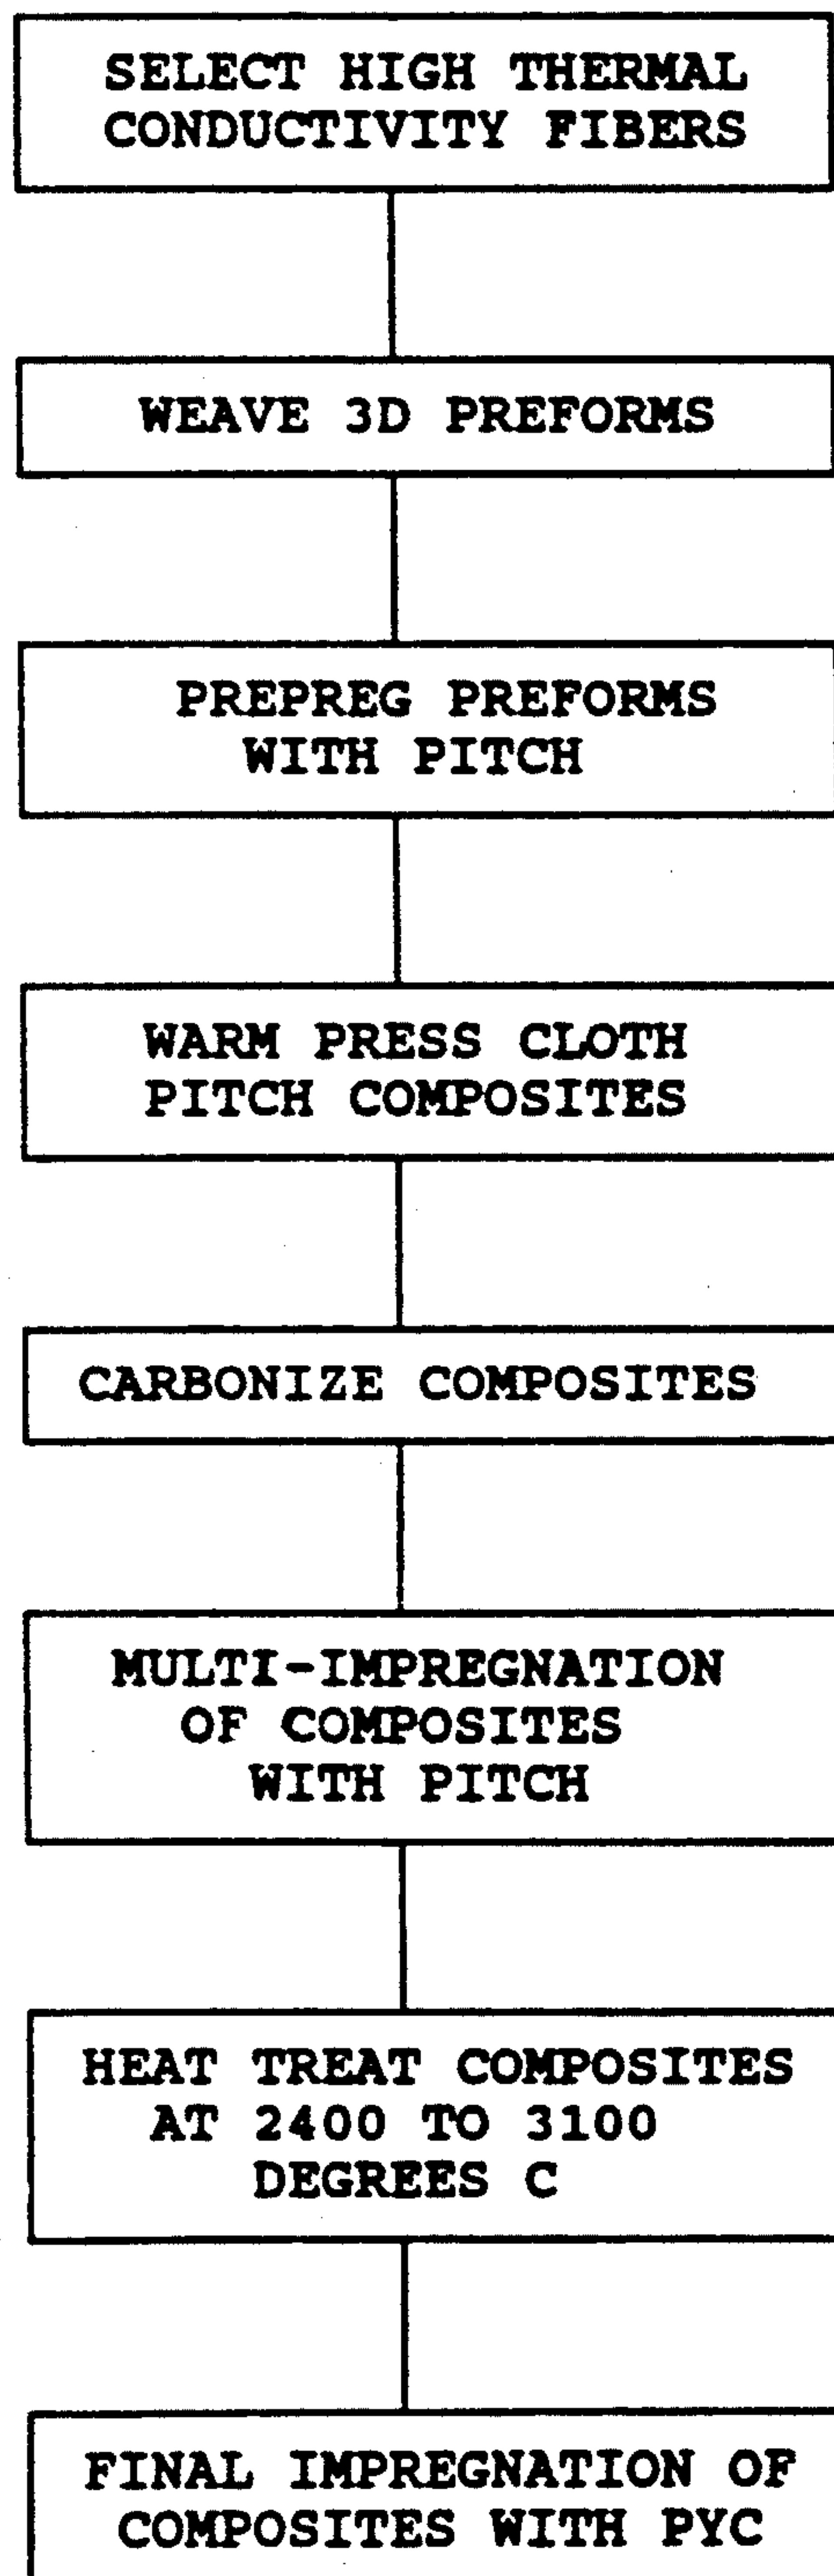 SELECT HIGH THERMAL
CONDUCTIVITY FIBERS
WEAVE 3D PREFORMS
PREPREG PREFORMS
WITH PITCH
WARM PRESS CLOTH
PITCH COMPOSITES
CARBONIZE COMPOSITES
MULTI-IMPREGNATION
OF COMPOSITES
WITH PITCH
HEAT TREAT COMPOSITES
AT 2400 TO 3100
DEGREES C
FINAL IMPREGNATION OF
COMPOSITES WITH PYC